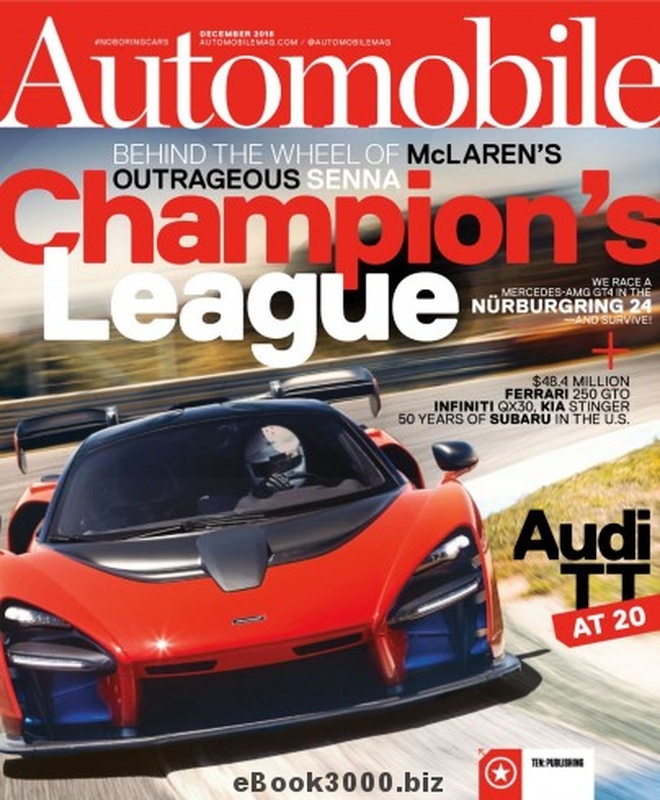 #NOBORINGCARS
DECEMBER 2018
AUTOMOBILEMAG.COM / @AUTOMOBILEMAG
Automobile
BEHIND THE WHEEL OF McLAREN'S
OUTRAGEOUS SENNA
Champion's
League
WE RACE A
MERCEDES-AMG GT4 IN THE
NÜRBURGRING 24
—AND SURVIVE!
+
$48.4 MILLION
FERRARI 250 GTO
INFINITI QX30, KIA STINGER
50 YEARS OF SUBARU IN THE U.S.
Audi
TT
AT 20
TEN: PUBLISHING
eBook3000.biz